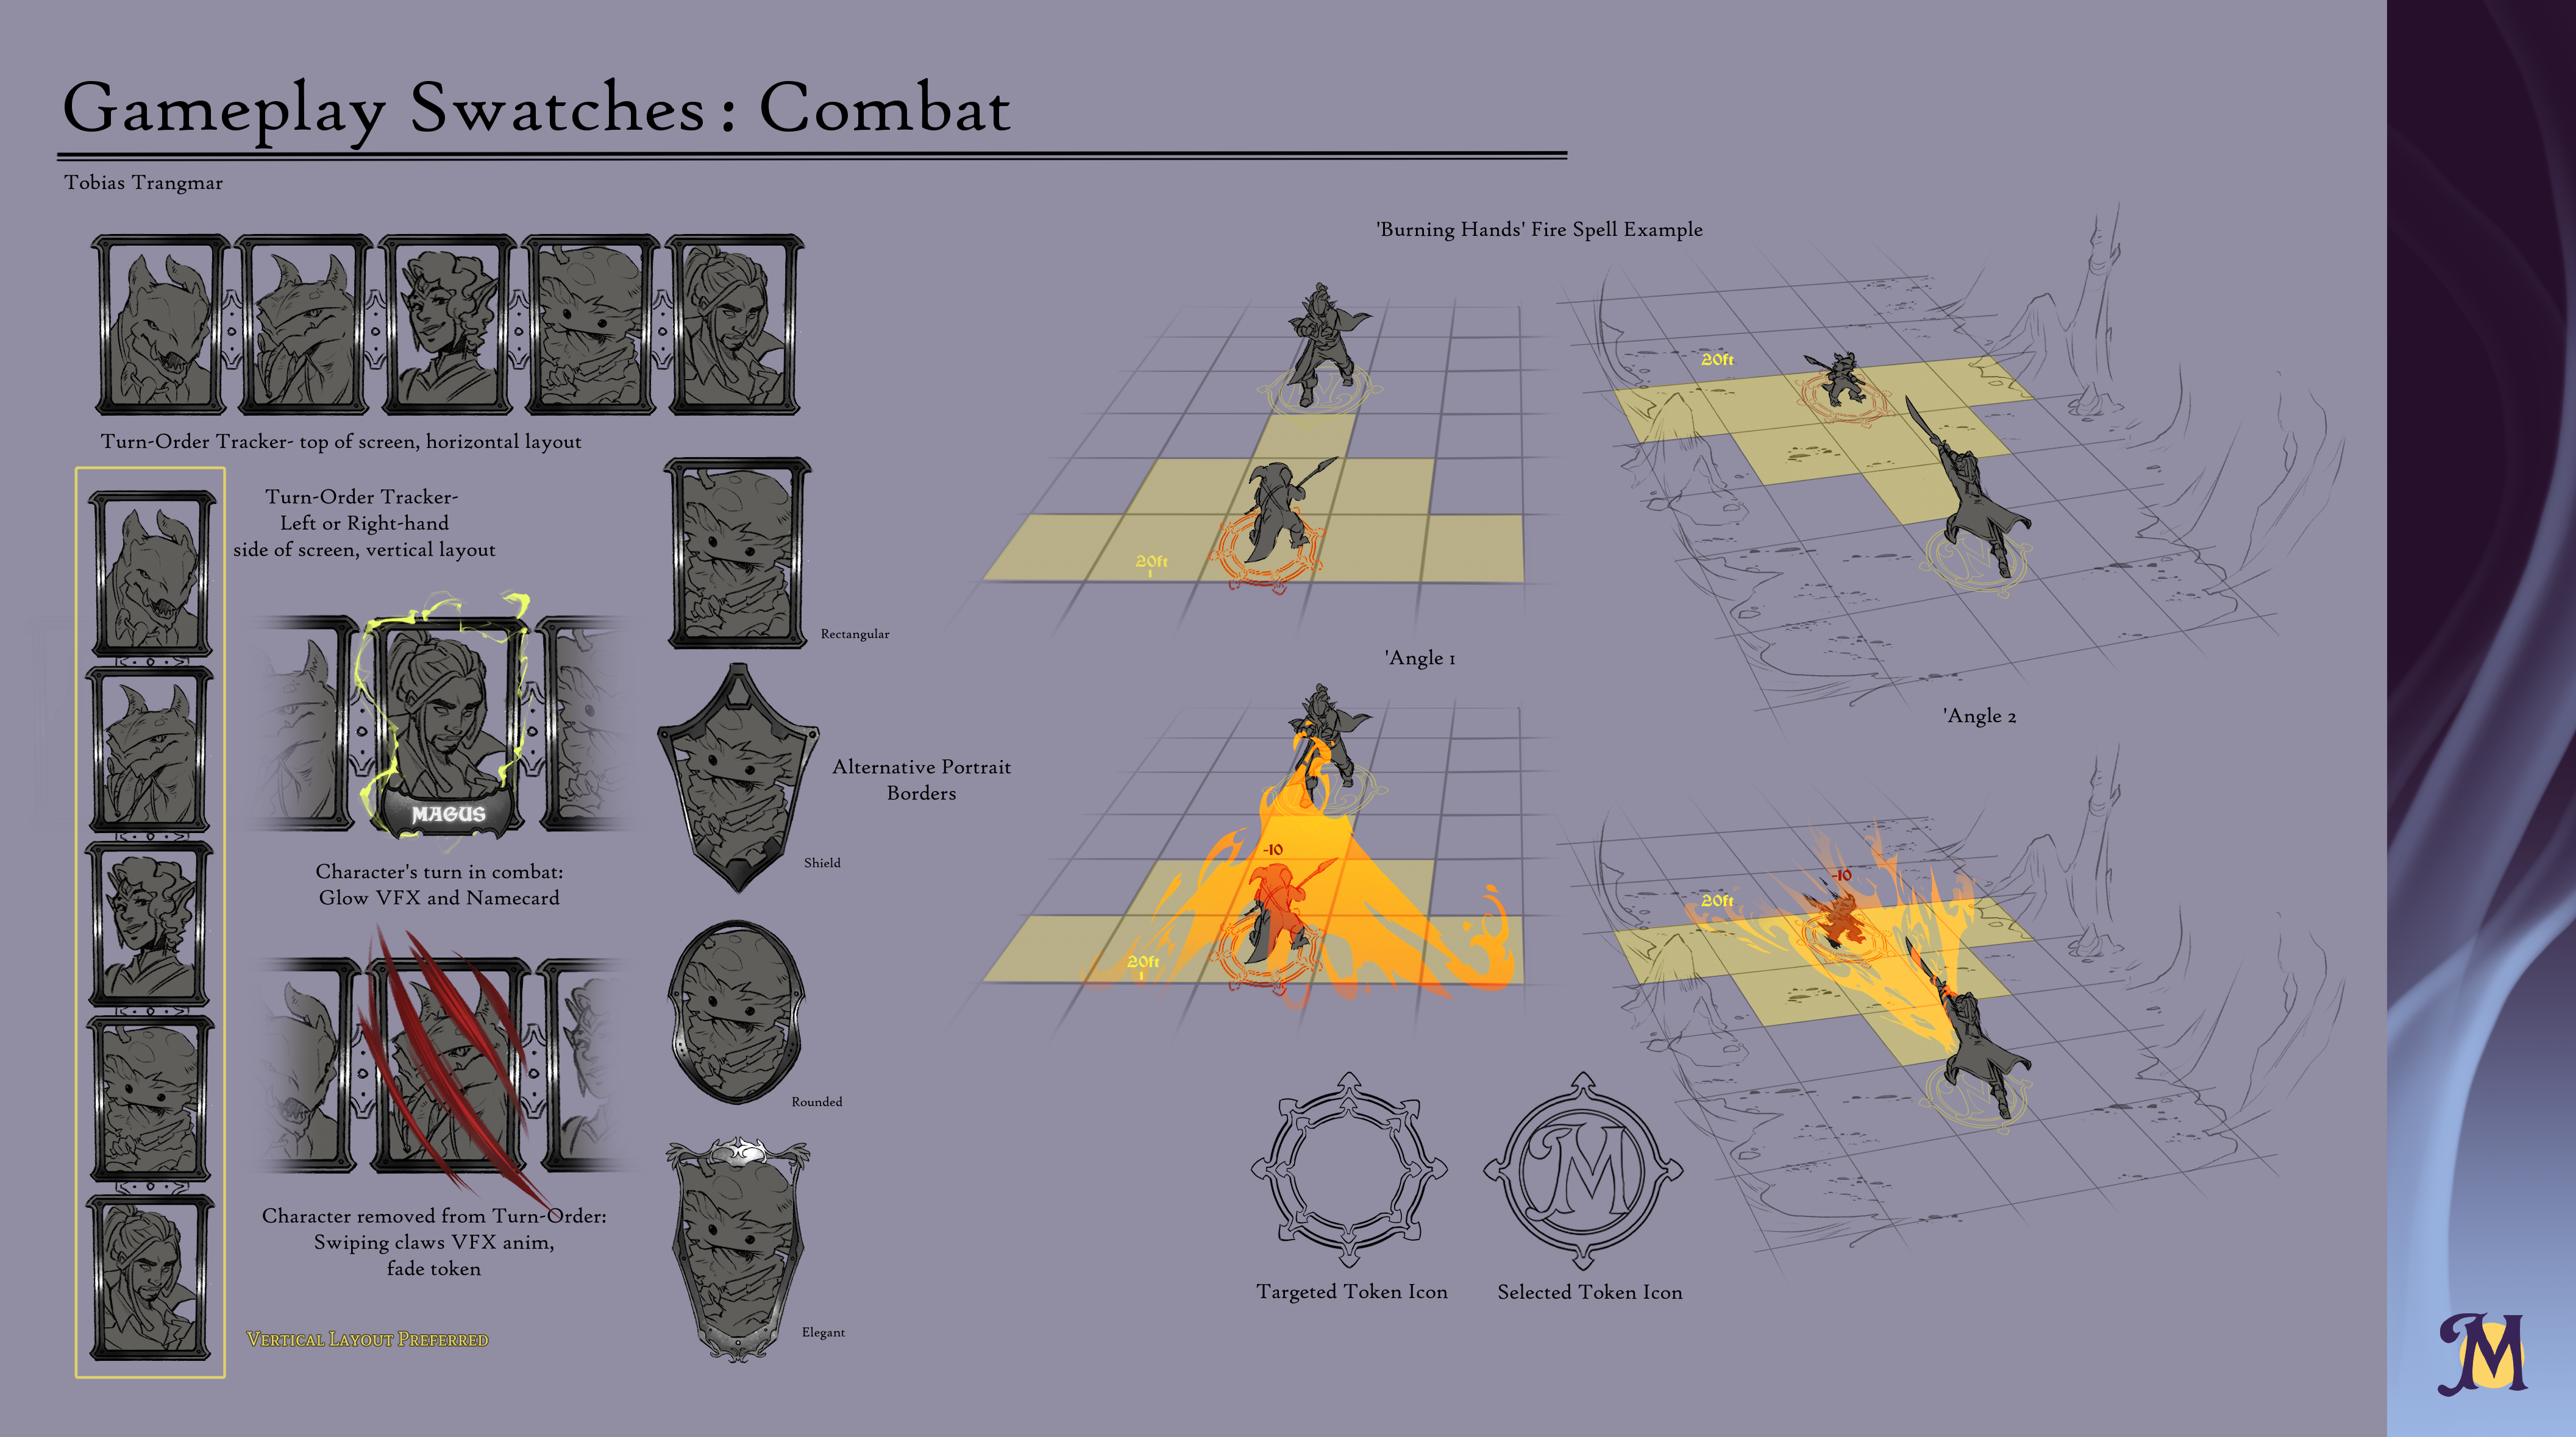 Gameplay Swatches : Combat
Tobias Trangmar
Turn-Order Tracker- top of screen, horizontal layout
Turn-Order Tracker-
Left or Right-hand
side of screen, vertical layout
MAGUS
Character's turn in combat:
Glow VFX and Namecard
Character removed from Turn-Order:
Swiping claws VFX anim,
fade token
Vertical Layout Preferred
Rectangular
Shield
Alternative Portrait
Borders
Rounded
Elegant
'Burning Hands' Fire Spell Example
20ft
20ft
'Angle 1
'Angle 2
-10
20ft
-10
20ft
M
Targeted Token Icon
Selected Token Icon
M